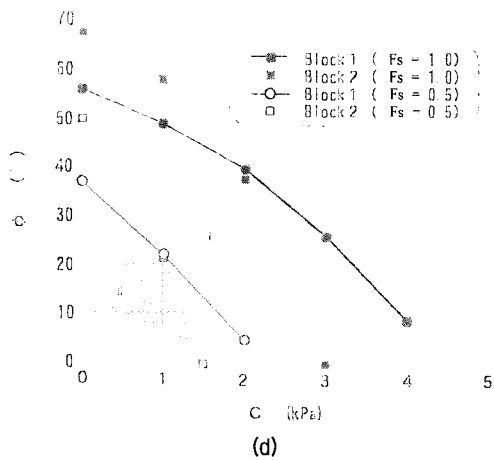 70
60
50
40
30
20
10
0
Block 1 ( Fs = 1.0)
Block 2 ( Fs = 1.0)
Block 1 ( Fs = 0.5)
Block 2 ( Fs = 0.5)
0 1 2 3 4 5
C (kPa)
(d)